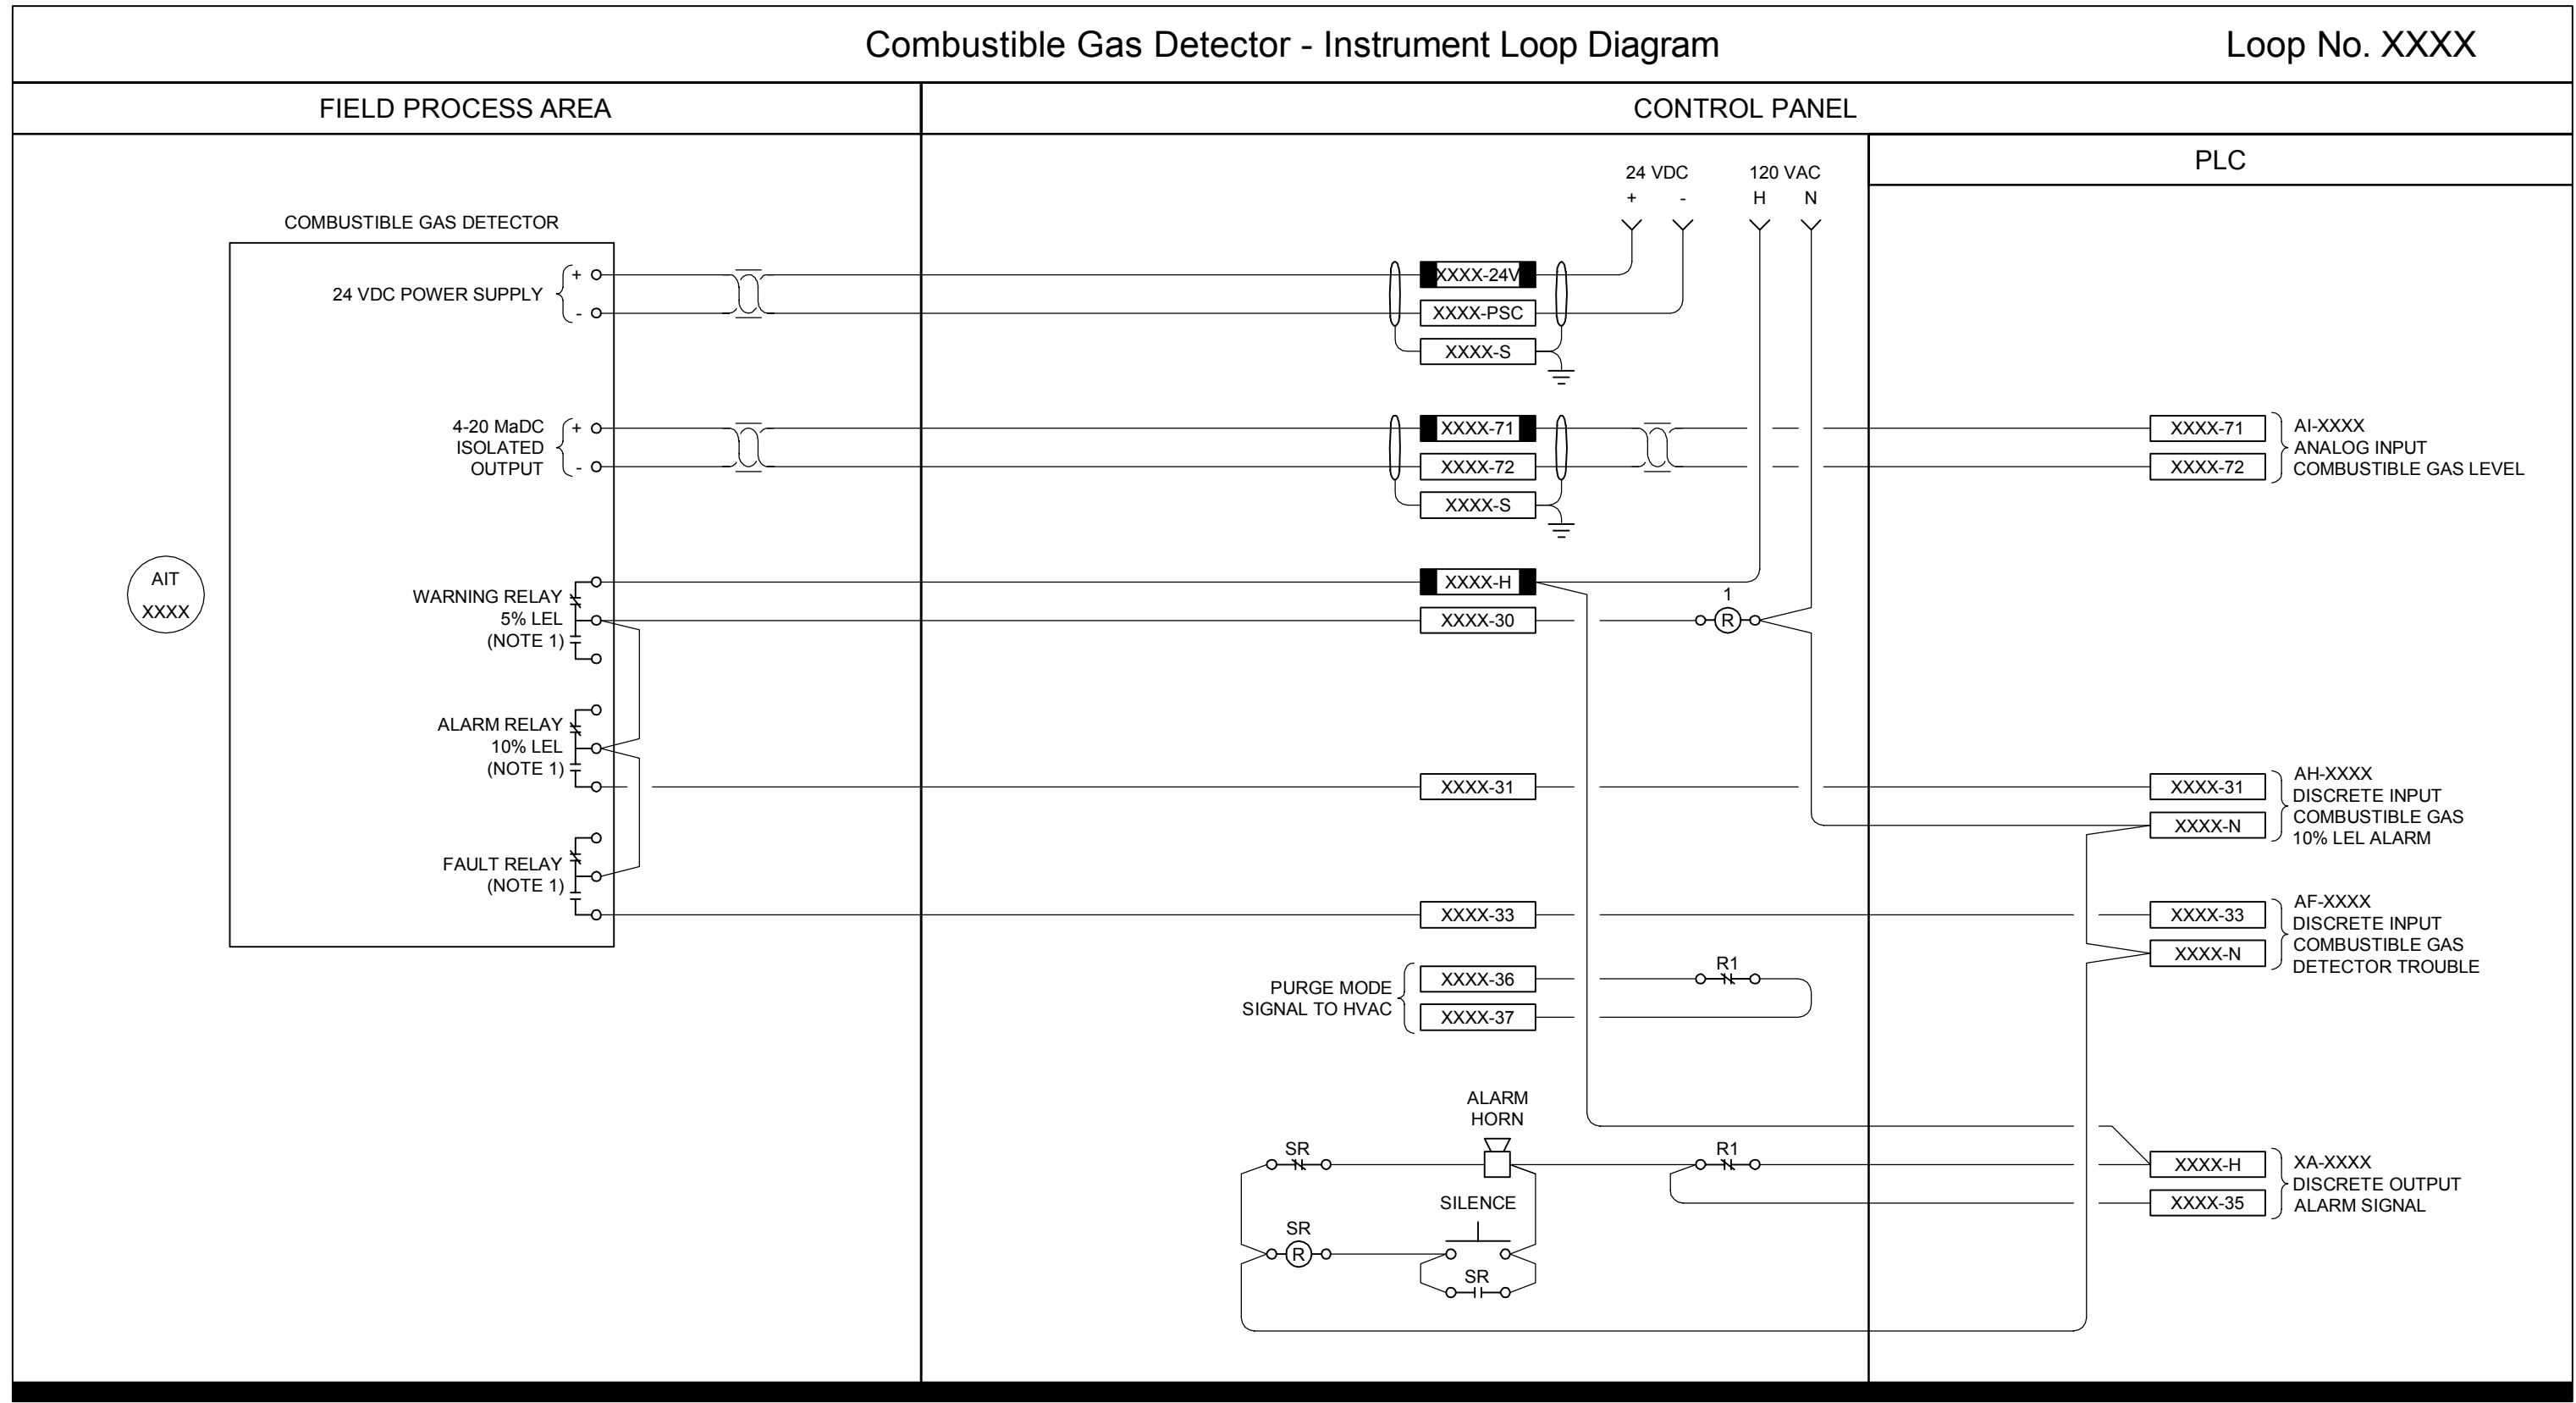 Combustible Gas Detector - Instrument Loop Diagram
Loop No. XXXX
FIELD PROCESS AREA
CONTROL PANEL
PLC
24 VDC
120 VAC
+
-
H
N
COMBUSTIBLE GAS DETECTOR
24 VDC POWER SUPPLY
+
-
XXXX-24V
XXXX-PSC
XXXX-S
4-20 MaDC
ISOLATED
OUTPUT
+
-
XXXX-71
XXXX-72
XXXX-S
XXXX-71
XXXX-72
AI-XXXX
ANALOG INPUT
COMBUSTIBLE GAS LEVEL
AIT
XXXX
WARNING RELAY
5% LEL
(NOTE 1)
XXXX-H
XXXX-30
1
R
ALARM RELAY
10% LEL
(NOTE 1)
XXXX-31
XXXX-31
XXXX-N
AH-XXXX
DISCRETE INPUT
COMBUSTIBLE GAS
10% LEL ALARM
FAULT RELAY
(NOTE 1)
XXXX-33
XXXX-33
XXXX-N
AF-XXXX
DISCRETE INPUT
COMBUSTIBLE GAS
DETECTOR TROUBLE
PURGE MODE
SIGNAL TO HVAC
XXXX-36
XXXX-37
R1
ALARM
HORN
SR
R1
XXXX-H
XXXX-35
XA-XXXX
DISCRETE OUTPUT
ALARM SIGNAL
SILENCE
SR
R
SR